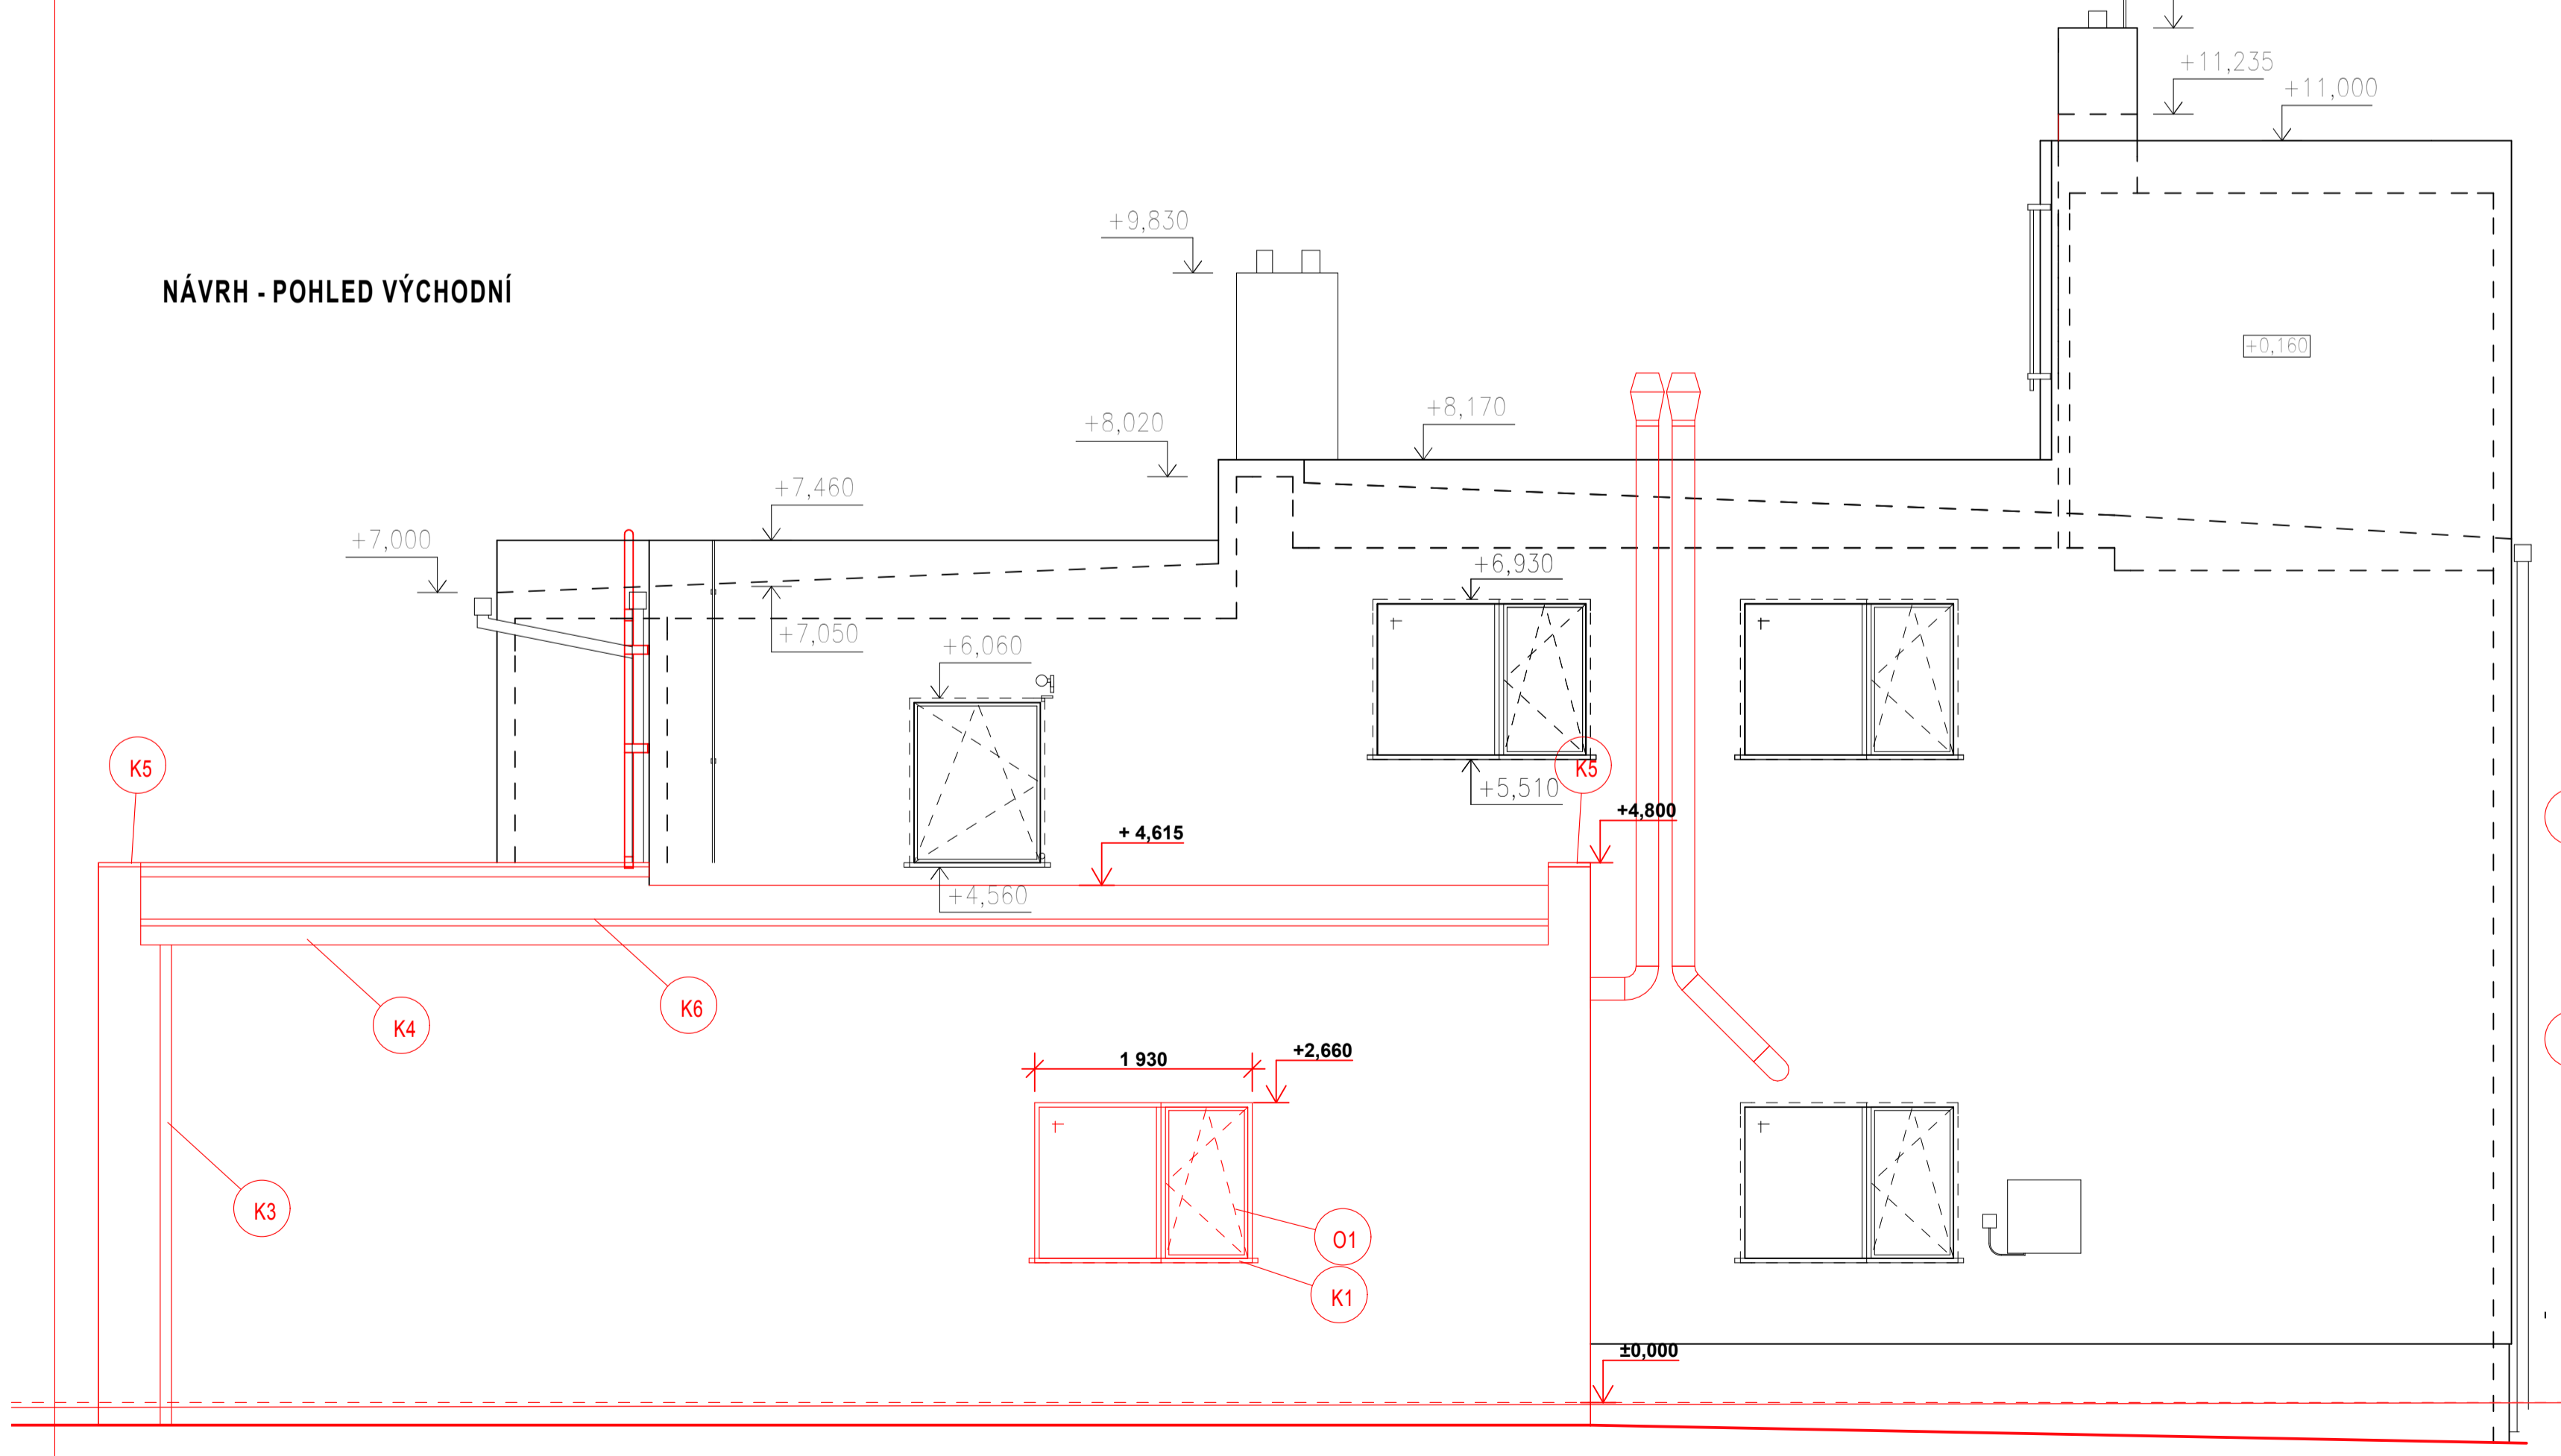 +11,235
+11,000
+9,830
NÁVRH - POHLED VÝCHODNÍ
+0,160
+8,170
+8,020
+7,460
+7,000
+6,930
+7,050
+6,060
K5
K5
+5,510
+4,800
+ 4,615
+4,560
K6
K4
1 930
+2,660
K3
O1
K1
±0,000